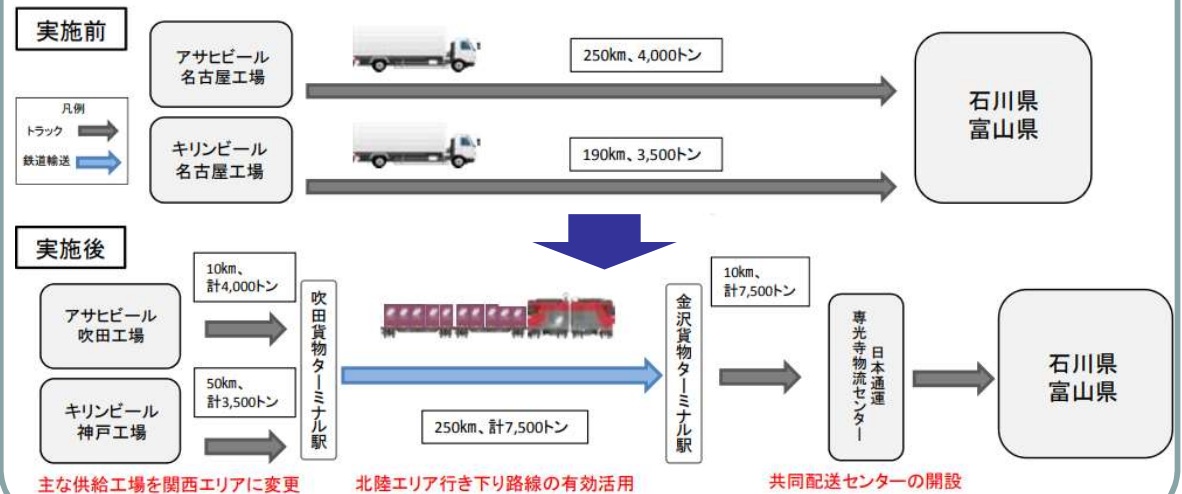 実施前
アサヒビール
名古屋工場
250km、4,000トン
石川県
富山県
凡例
トラック
鉄道輸送
キリンビール
名古屋工場
190km、3,500トン
実施後
アサヒビール
吹田工場
10km、
計4,000トン
キリンビール
神戸工場
50km、
計3,500トン
吹田貨物ターミナル駅
250km、計7,500トン
金沢貨物ターミナル駅
10km、
計7,500トン
日本通運
専光寺物流センター
石川県
富山県
主な供給工場を関西エリアに変更
北陸エリア行き下り路線の有効活用
共同配送センターの開設